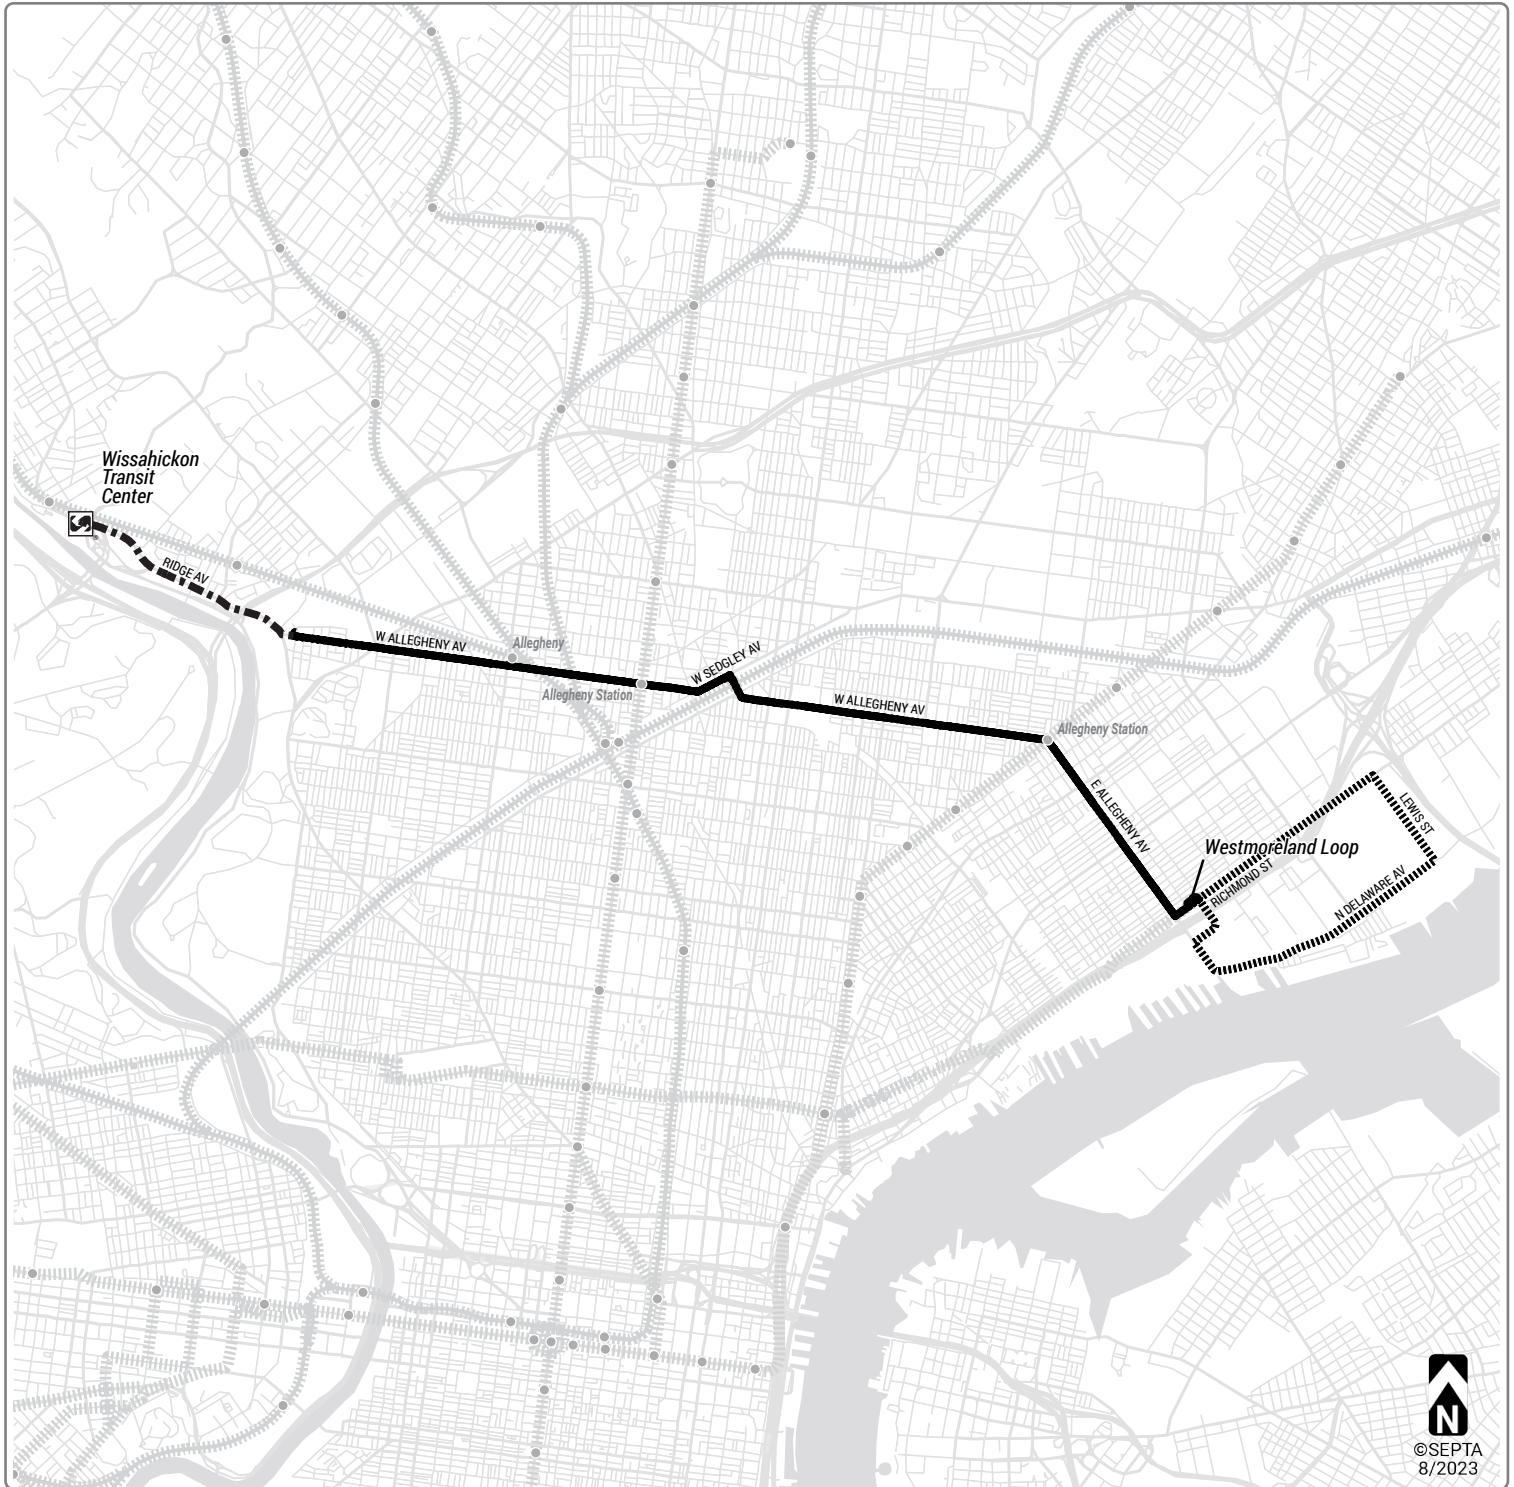 Wissahickon
Transit
Center
RIDGE AV
W ALLEGHENY AV
Allegheny
Allegheny Station
W SEDGLEY AV
W ALLEGHENY AV
Allegheny Station
E ALLEGHENY AV
LEWIS ST
Westmoreland Loop
RICHMOND ST
N DELAWARE AV
N
©SEPTA
8/2023